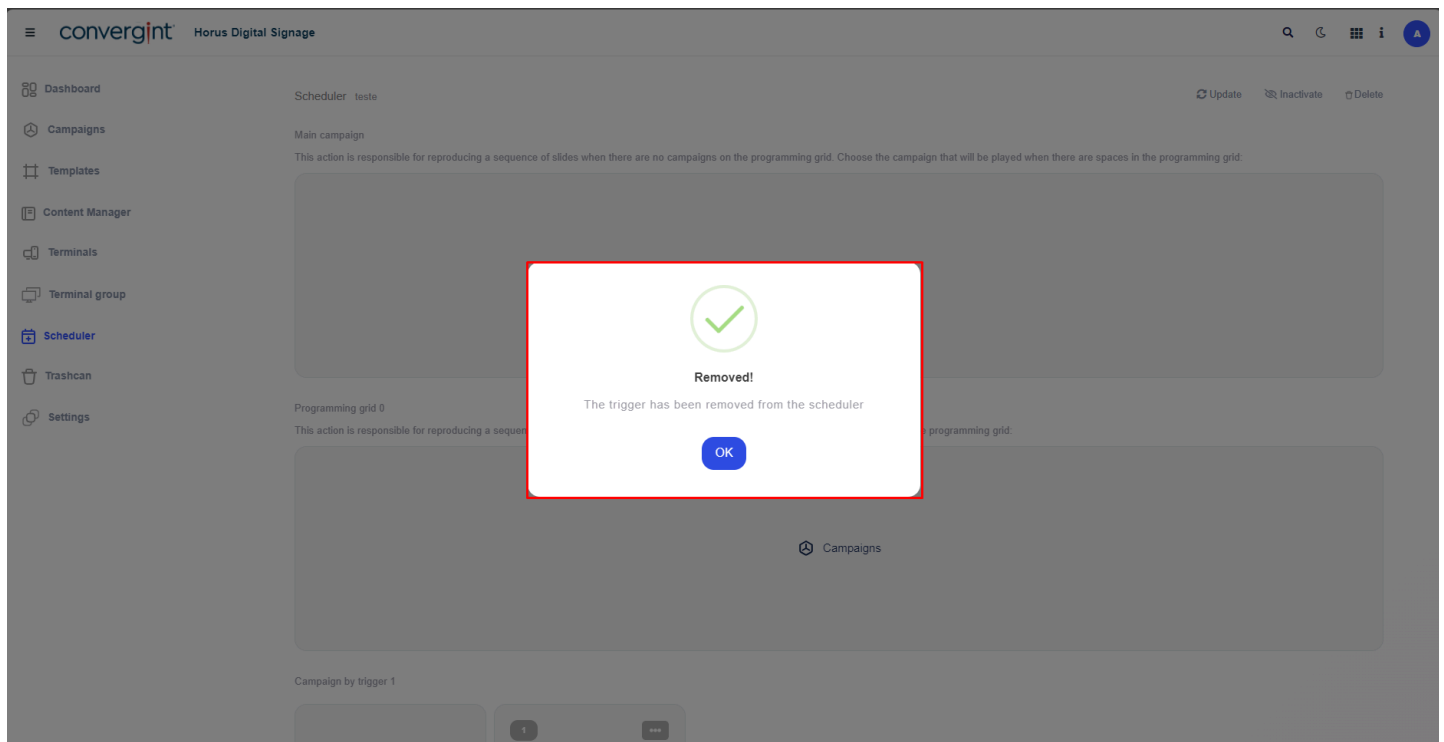 convergint Horus Digital Signage i A
Dashboard
Campaigns
Templates
Content Manager
Terminals
Terminal group
Scheduler
Trashcan
Settings
Scheduler teste Update Inactivate Delete
Main campaign
This action is responsible for reproducing a sequence of slides when there are no campaigns on the programming grid. Choose the campaign that will be played when there are spaces in the programming grid:
Removed!
The trigger has been removed from the scheduler
OK
Programming grid 0
This action is responsible for reproducing a sequen programming grid:
Campaigns
Campaign by trigger 1
1